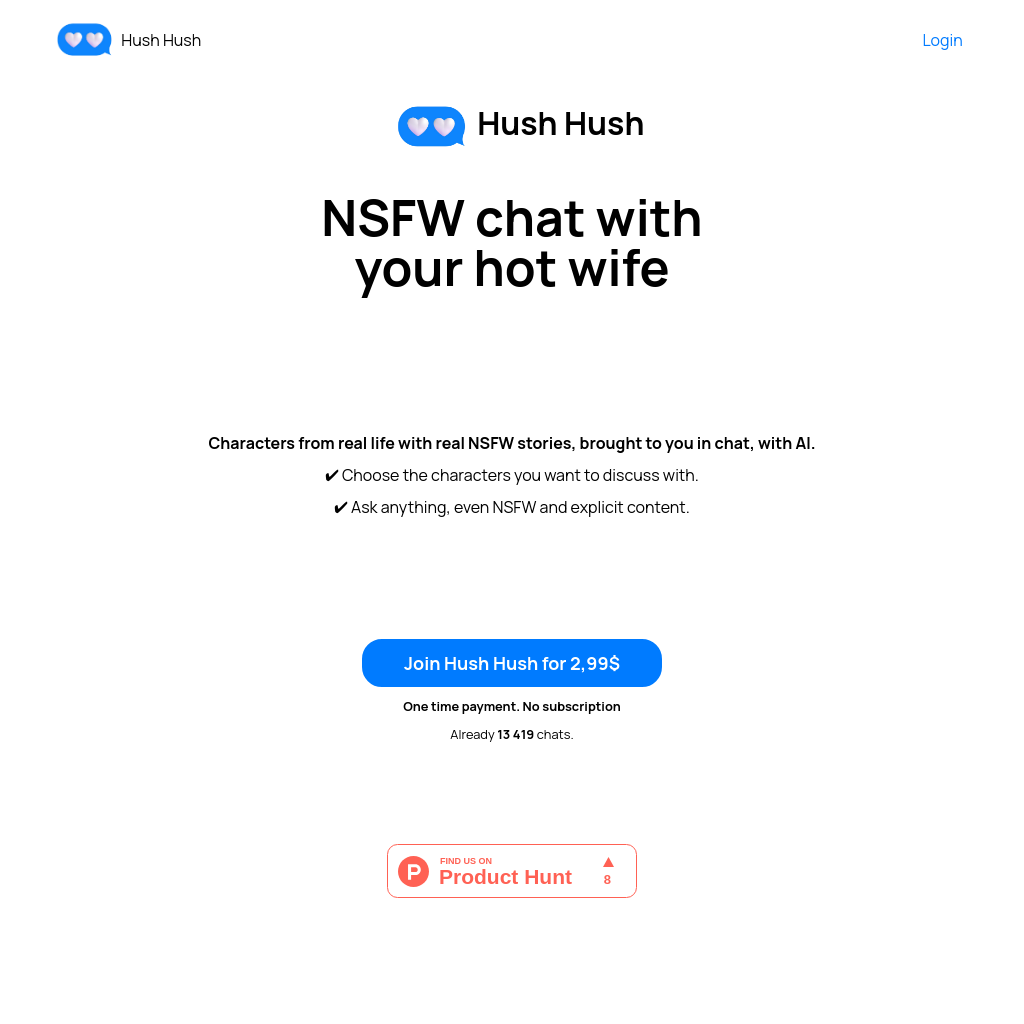 Hush Hush
Login
Hush Hush
NSFW chat with
your hot wife
Characters from real life with real NSFW stories, brought to you in chat, with AI.
✔ Choose the characters you want to discuss with.
✔ Ask anything, even NSFW and explicit content.
Join Hush Hush for 2,99$
One time payment. No subscription
Already 13 419 chats.
P
FIND US ON
Product Hunt
▲
8